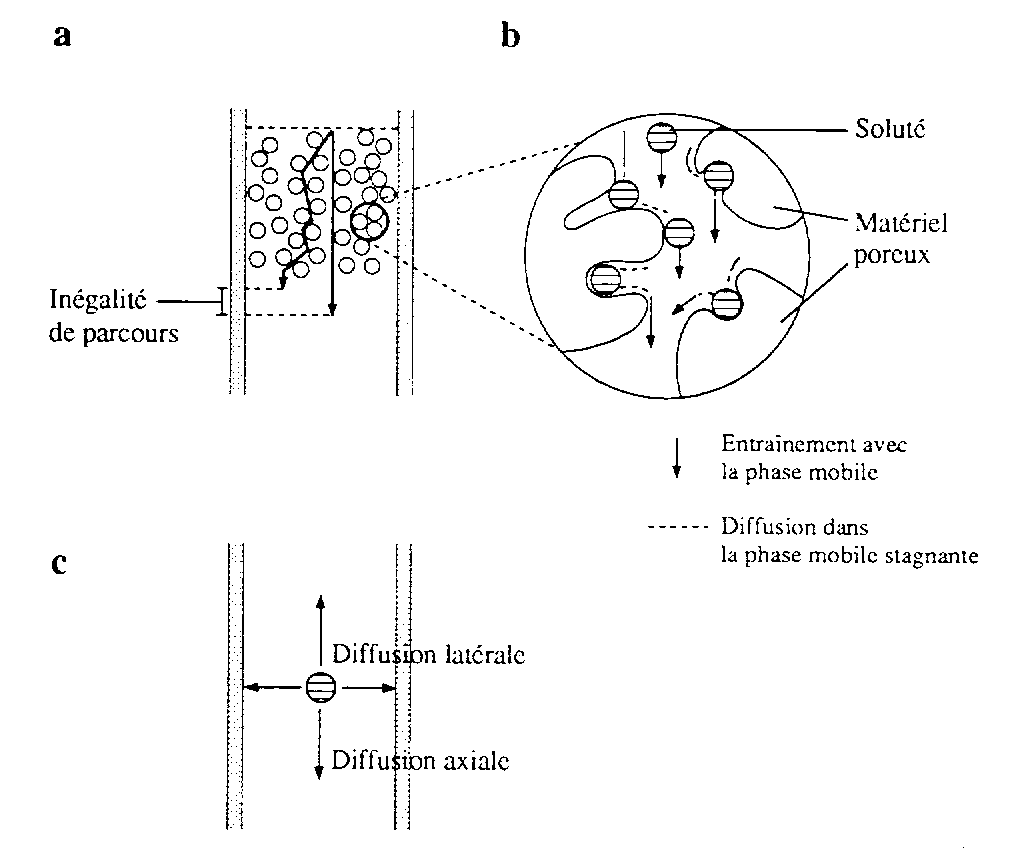 a
b
Soluté
Matériel
poreux
Inégalité
de parcours
Entraînement avec
la phase mobile
Diffusion dans
la phase mobile stagnante
c
Diffusion latérale
Diffusion axiale